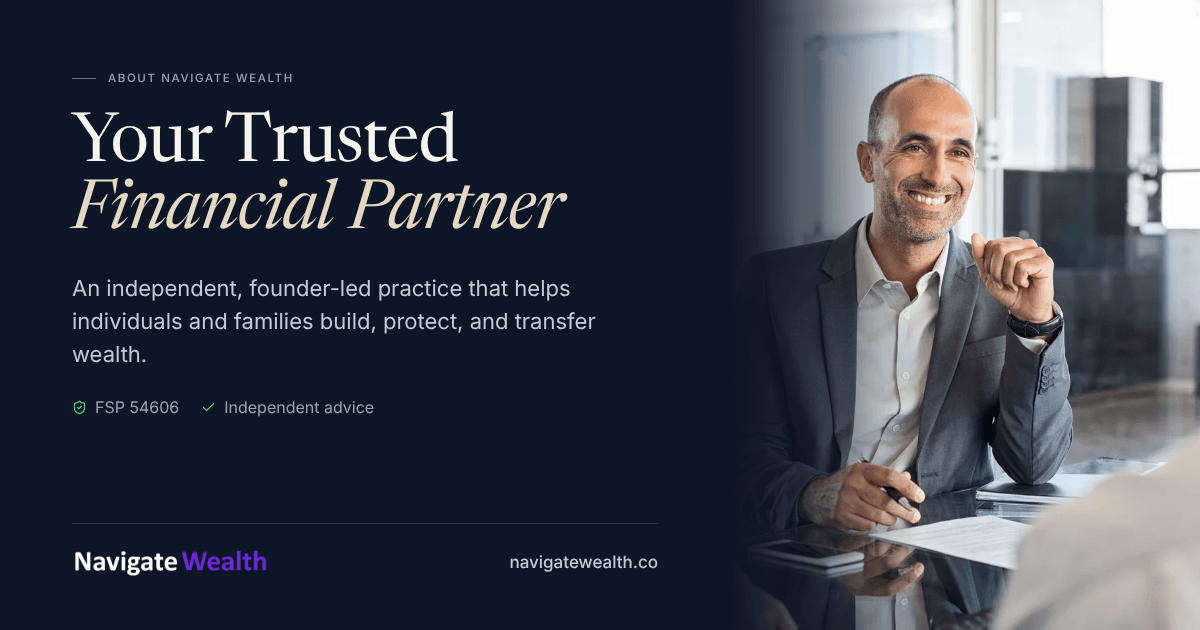 ABOUT NAVIGATE WEALTH
Your Trusted
Financial Partner
An independent, founder-led practice that helps
individuals and families build, protect, and transfer
wealth.
FSP 54606 Independent advice
Navigate Wealth navigatewealth.co